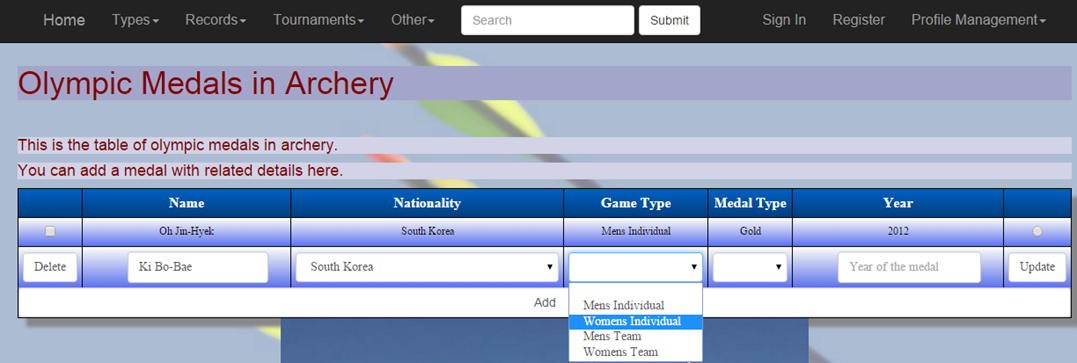 Home Types Records Tournaments Other Search Submit Sign In Register Profile Management
Olympic Medals in Archery
This is the table of olympic medals in archery.
You can add a medal with related details here.
Name Nationality Game Type Medal Type Year
Oh Jin-Hyek South Korea Mens Individual Gold 2012
Delete Ki Bo-Bae South Korea Year of the medal Update
Add
Mens Individual
Womens Individual
Mens Team
Womens Team